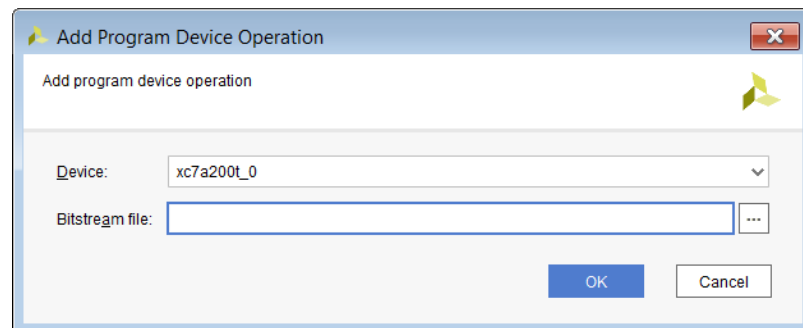 Add Program Device Operation
Add program device operation
Device: xc7a200t_0
Bitstream file: ...
OK Cancel